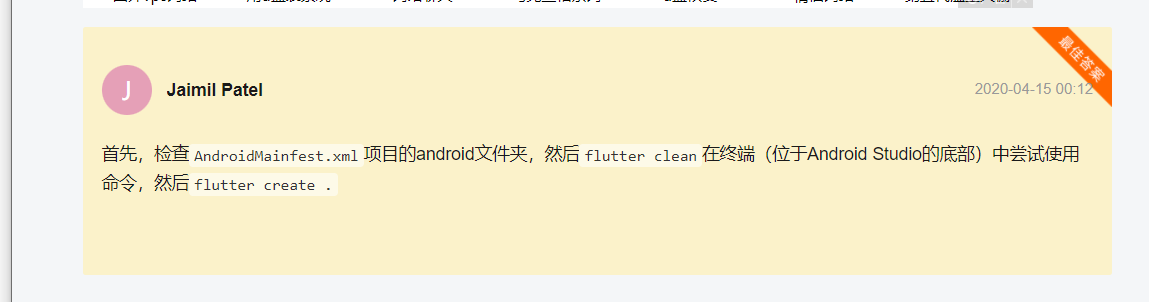 J
Jaimil Patel
2020-04-15 00:12
最佳答案
首先，检查 AndroidMainfest.xml 项目的android文件夹，然后 flutter clean 在终端（位于Android Studio的底部）中尝试使用
命令，然后 flutter create .